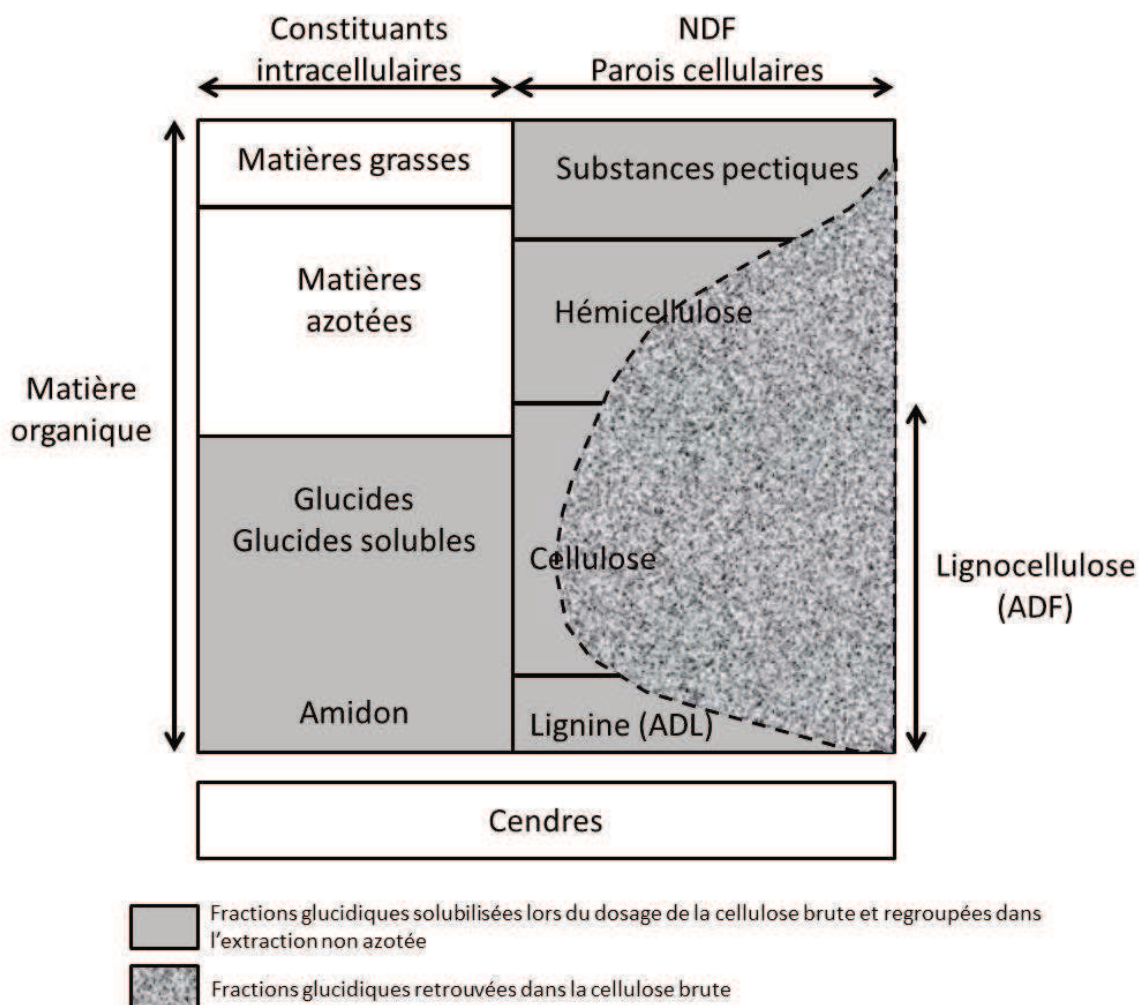 Constituants
intracellulaires
NDF
Parois cellulaires
Matières grasses
Substances pectiques
Matières
azotées
Hémicellulose
Matière
organique
Glucides
Glucides solubles
Cellulose
Lignocellulose
(ADF)
Amidon
Lignine (ADL)
Cendres
Fractions glucidiques solubilisées lors du dosage de la cellulose brute et regroupées dans
l'extraction non azotée
Fractions glucidiques retrouvées dans la cellulose brute